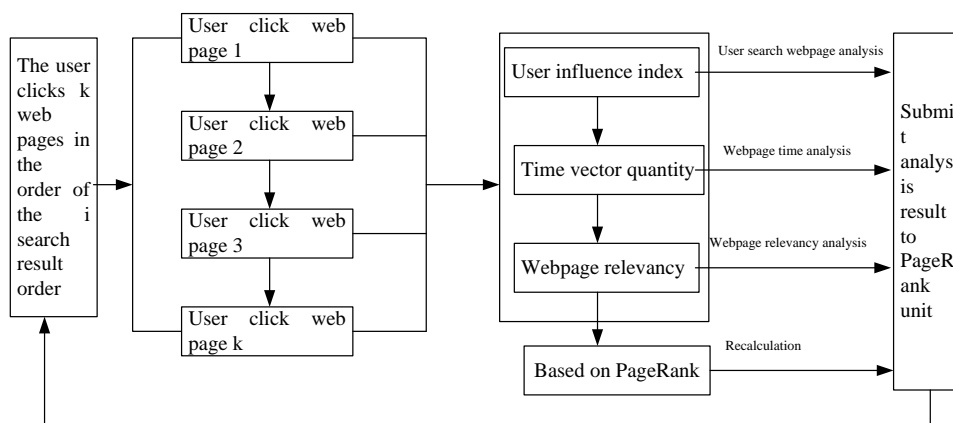 The user
clicks k
web
pages in
the
order of
the i
search
result
order
User click web
page 1
User click web
page 2
User click web
page 3
User click web
page k
User influence index
Time vector quantity
Webpage relevancy
Based on PageRank
User search webpage analysis
Webpage time analysis
Webpage relevancy analysis
Recalculation
Submi
t
analys
is
result
to
PageR
ank
unit